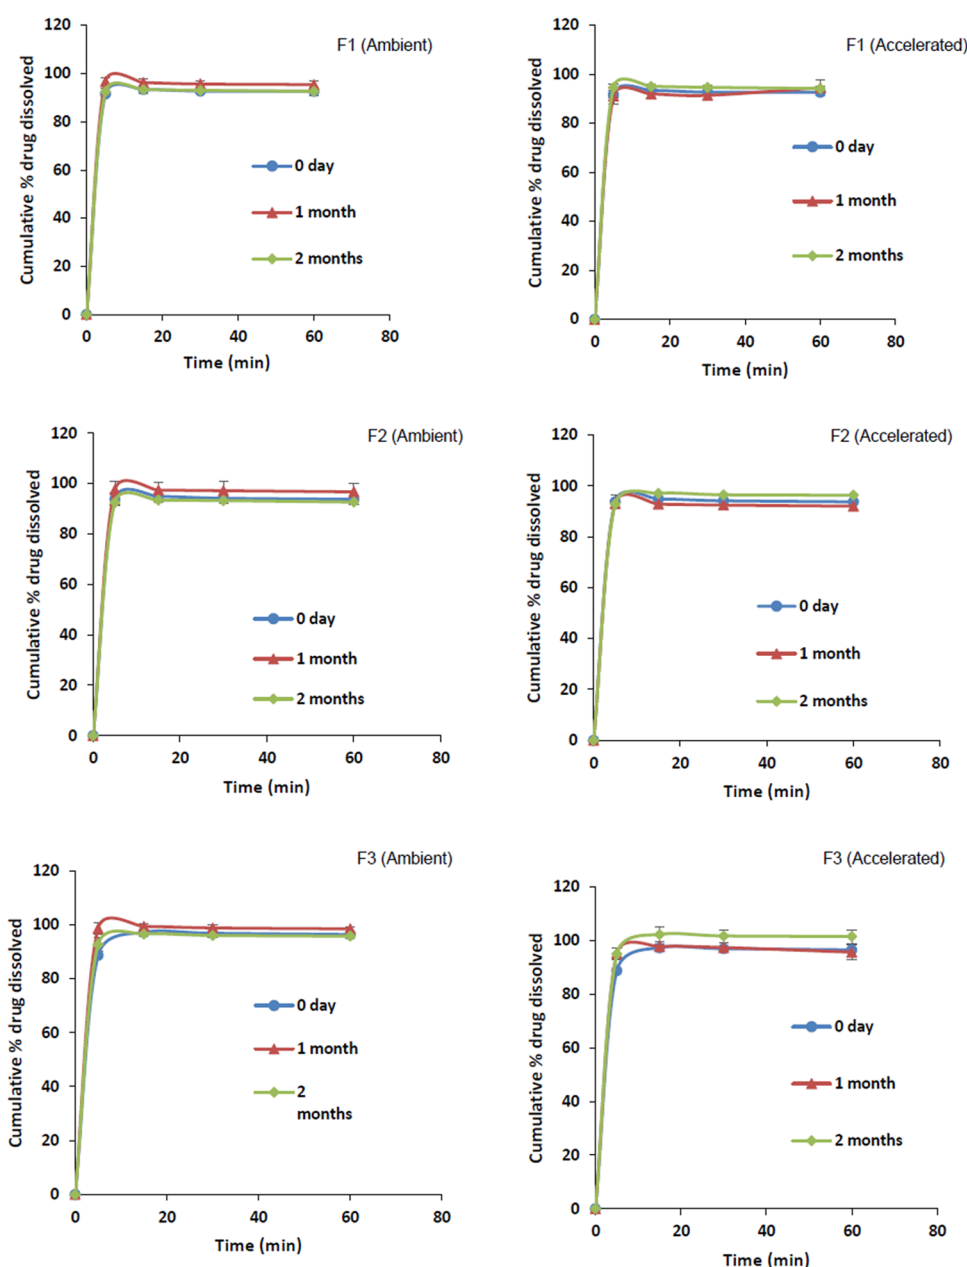 F1 (Ambient)
120
100
80
60
40
20
0
Cumulative % drug dissolved
0 day
1 month
2 months
0 20 40 60 80
Time (min)
F1 (Accelerated)
120
100
80
60
40
20
0
Cumulative % drug dissolved
0 day
1 month
2 months
0 20 40 60 80
Time (min)
F2 (Ambient)
120
100
80
60
40
20
0
Cumulative % drug dissolved
0 day
1 month
2 months
0 20 40 60 80
Time (min)
F2 (Accelerated)
120
100
80
60
40
20
0
Cumulative % drug dissolved
0 day
1 month
2 months
0 20 40 60 80
Time (min)
F3 (Ambient)
120
100
80
60
40
20
0
Cumulative % drug dissolved
0 day
1 month
2
months
0 20 40 60 80
Time (min)
F3 (Accelerated)
120
100
80
60
40
20
0
Cumulative % drug dissolved
0 day
1 month
2 months
0 20 40 60 80
Time (min)